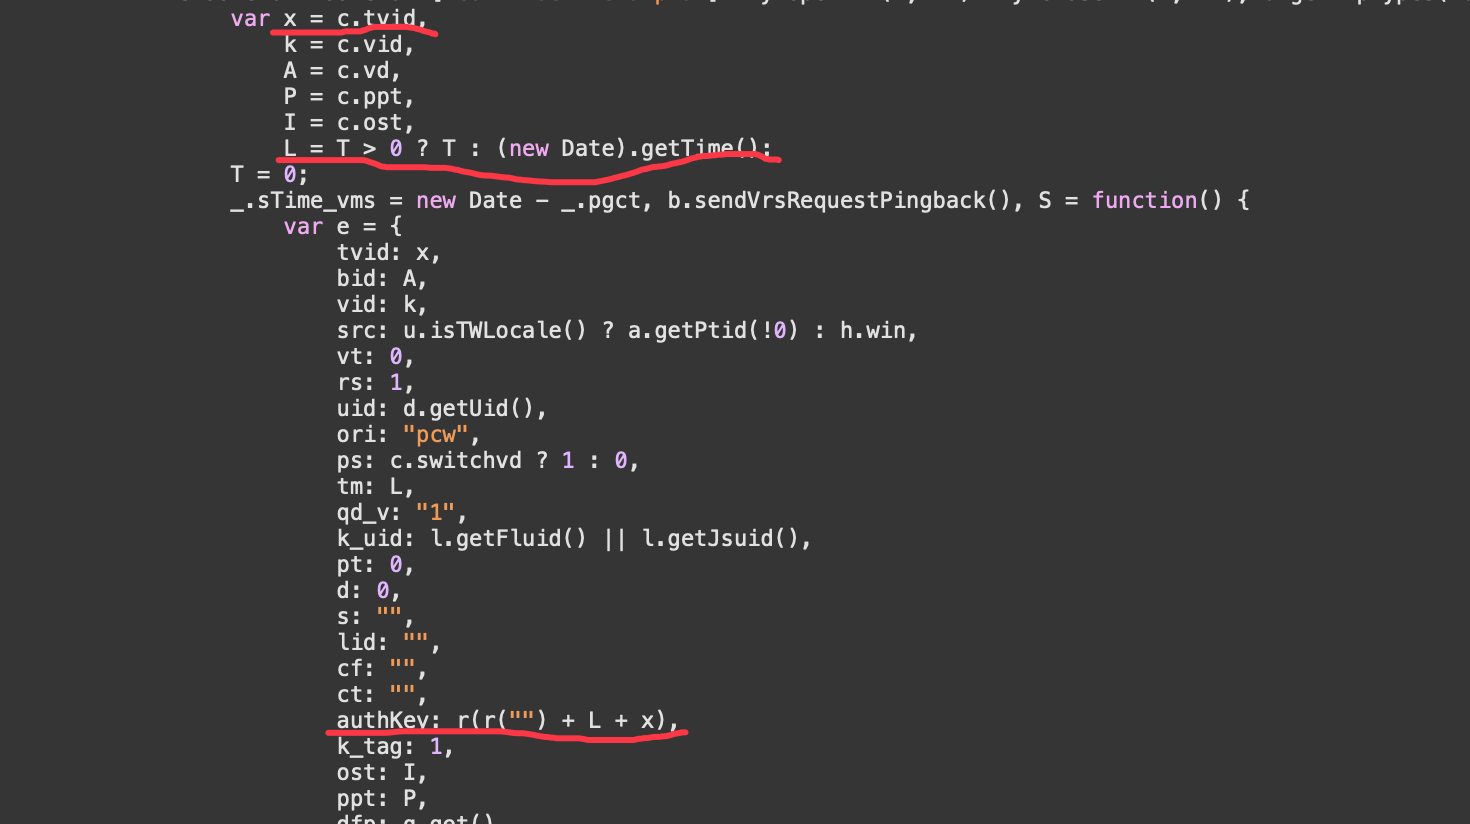 var x = c.tvid,
k = c.vid,
A = c.vd,
P = c.ppt,
I = c.ost,
L = T > 0 ? T : (new Date).getTime();
T = 0;
_.sTime_vms = new Date - _.pgct, b.sendVrsRequestPingback(), S = function() {
var e = {
tvid: x,
bid: A,
vid: k,
src: u.isTWLocale() ? a.getPtid(!0) : h.win,
vt: 0,
rs: 1,
uid: d.getUid(),
ori: "pcw",
ps: c.switchvd ? 1 : 0,
tm: L,
qd_v: "1",
k_uid: l.getFluid() || l.getJsuid(),
pt: 0,
d: 0,
s: "",
lid: "",
cf: "",
ct: "",
authKey: r(r("") + L + x),
k_tag: 1,
ost: I,
ppt: P,